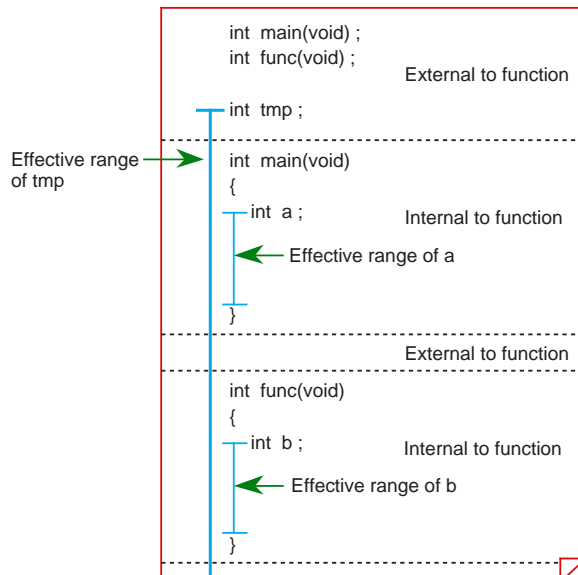 int main(void) ;
int func(void) ;
External to function
int tmp ;
Effective range
of tmp
int main(void)
{
int a ;
Internal to function
Effective range of a
}
External to function
int func(void)
{
int b ;
Internal to function
Effective range of b
}